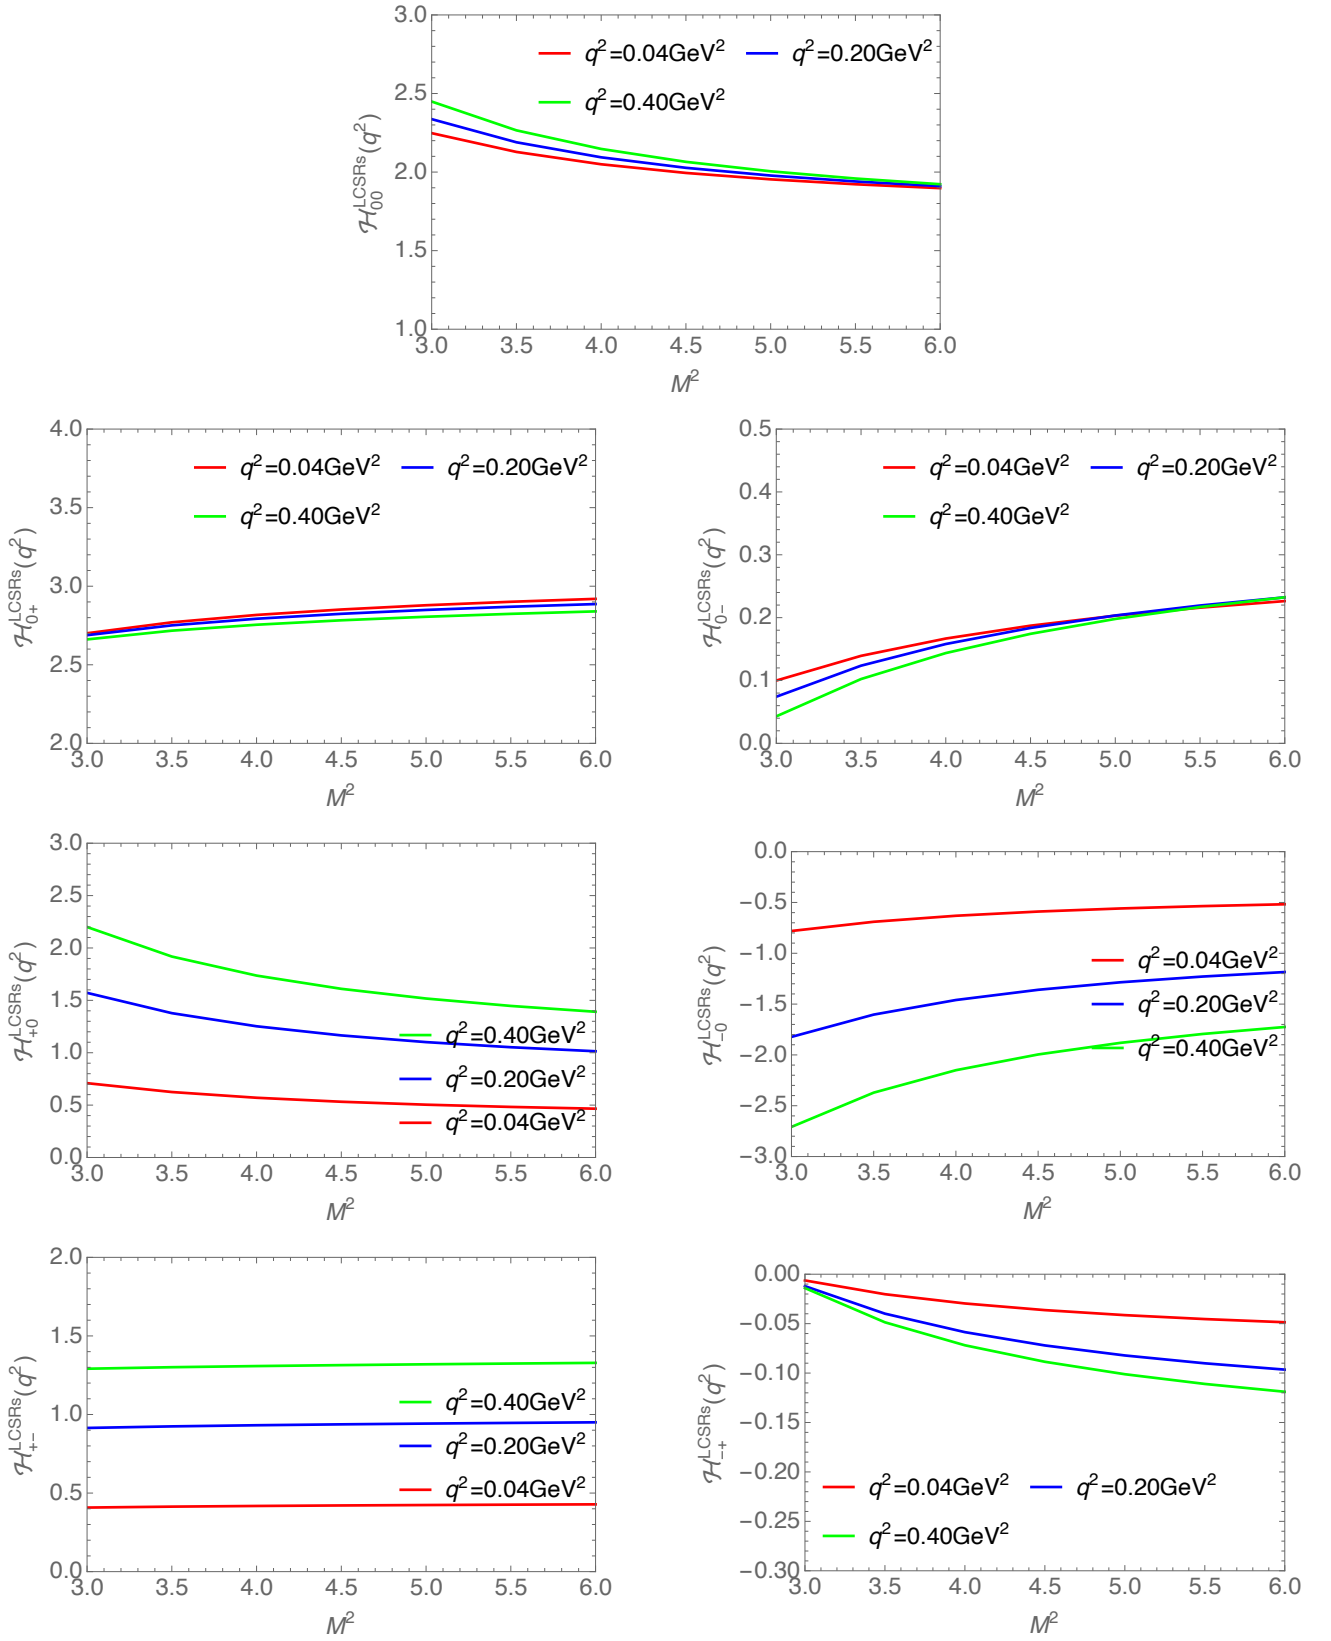 3.0
q²=0.04GeV² q²=0.20GeV²
2.5
q²=0.40GeV²
2.0
1.5
1.0
ℋ₀₀^LCSRs(q²)
3.0 3.5 4.0 4.5 5.0 5.5 6.0
M²
4.0
q²=0.04GeV² q²=0.20GeV²
3.5
q²=0.40GeV²
3.0
2.5
2.0
ℋ₀₊^LCSRs(q²)
3.0 3.5 4.0 4.5 5.0 5.5 6.0
M²
0.5
q²=0.04GeV² q²=0.20GeV²
0.4
q²=0.40GeV²
0.3
0.2
0.1
0.0
ℋ₀₋^LCSRs(q²)
3.0 3.5 4.0 4.5 5.0 5.5 6.0
M²
3.0
2.5
2.0
1.5
q²=0.40GeV²
1.0
q²=0.20GeV²
0.5
q²=0.04GeV²
0.0
ℋ₊₀^LCSRs(q²)
3.0 3.5 4.0 4.5 5.0 5.5 6.0
M²
0.0
−0.5
q²=0.04GeV²
−1.0
−1.5
q²=0.20GeV²
−2.0
q²=0.40GeV²
−2.5
−3.0
ℋ₋₀^LCSRs(q²)
3.0 3.5 4.0 4.5 5.0 5.5 6.0
M²
2.0
1.5
q²=0.40GeV²
1.0
q²=0.20GeV²
0.5
q²=0.04GeV²
0.0
ℋ₊₋^LCSRs(q²)
3.0 3.5 4.0 4.5 5.0 5.5 6.0
M²
0.00
−0.05
−0.10
−0.15
−0.20
q²=0.04GeV² q²=0.20GeV²
−0.25
q²=0.40GeV²
−0.30
ℋ₋₊^LCSRs(q²)
3.0 3.5 4.0 4.5 5.0 5.5 6.0
M²